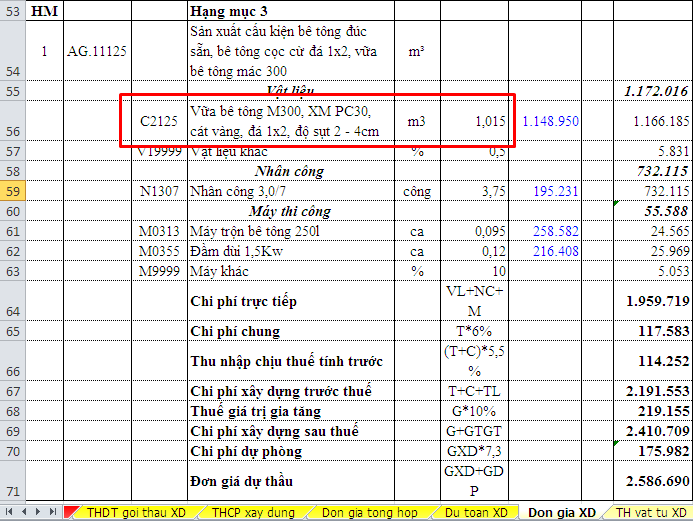 53 HM Hạng mục 3
Sản xuất cấu kiện bê tông đúc
1 AG.11125 sẵn, bê tông cọc cừ đá 1x2, vữa m³
54 bê tông mác 300
55 Vật liệu 1.172.016
Vữa bê tông M300, XM PC30,
56 C2125 cát vàng, đá 1x2, độ sụt 2 - 4cm m3 1,015 1.148.950 1.166.185
57 V19999 Vật liệu khác % 0,5 5.831
58 Nhân công 732.115
59 N1307 Nhân công 3,0/7 công 3,75 195.231 732.115
60 Máy thi công 55.588
61 M0313 Máy trộn bê tông 250l ca 0,095 258.582 24.565
62 M0355 Đầm dùi 1,5Kw ca 0,12 216.408 25.969
63 M9999 Máy khác % 10 5.053
VL+NC+
64 Chi phí trực tiếp M 1.959.719
65 Chi phí chung T*6% 117.583
(T+C)*5,5
66 Thu nhập chịu thuế tính trước % 114.252
67 Chi phí xây dựng trước thuế T+C+TL 2.191.553
68 Thuế giá trị gia tăng G*10% 219.155
69 Chi phí xây dựng sau thuế G+GTGT 2.410.709
70 Chi phí dự phòng GXD*7,3 175.982
GXD+GD
71 Đơn giá dự thầu P 2.586.690
THDT goi thau XD THCP xay dung Don gia tong hop Du toan XD Don gia XD TH vat tu XD